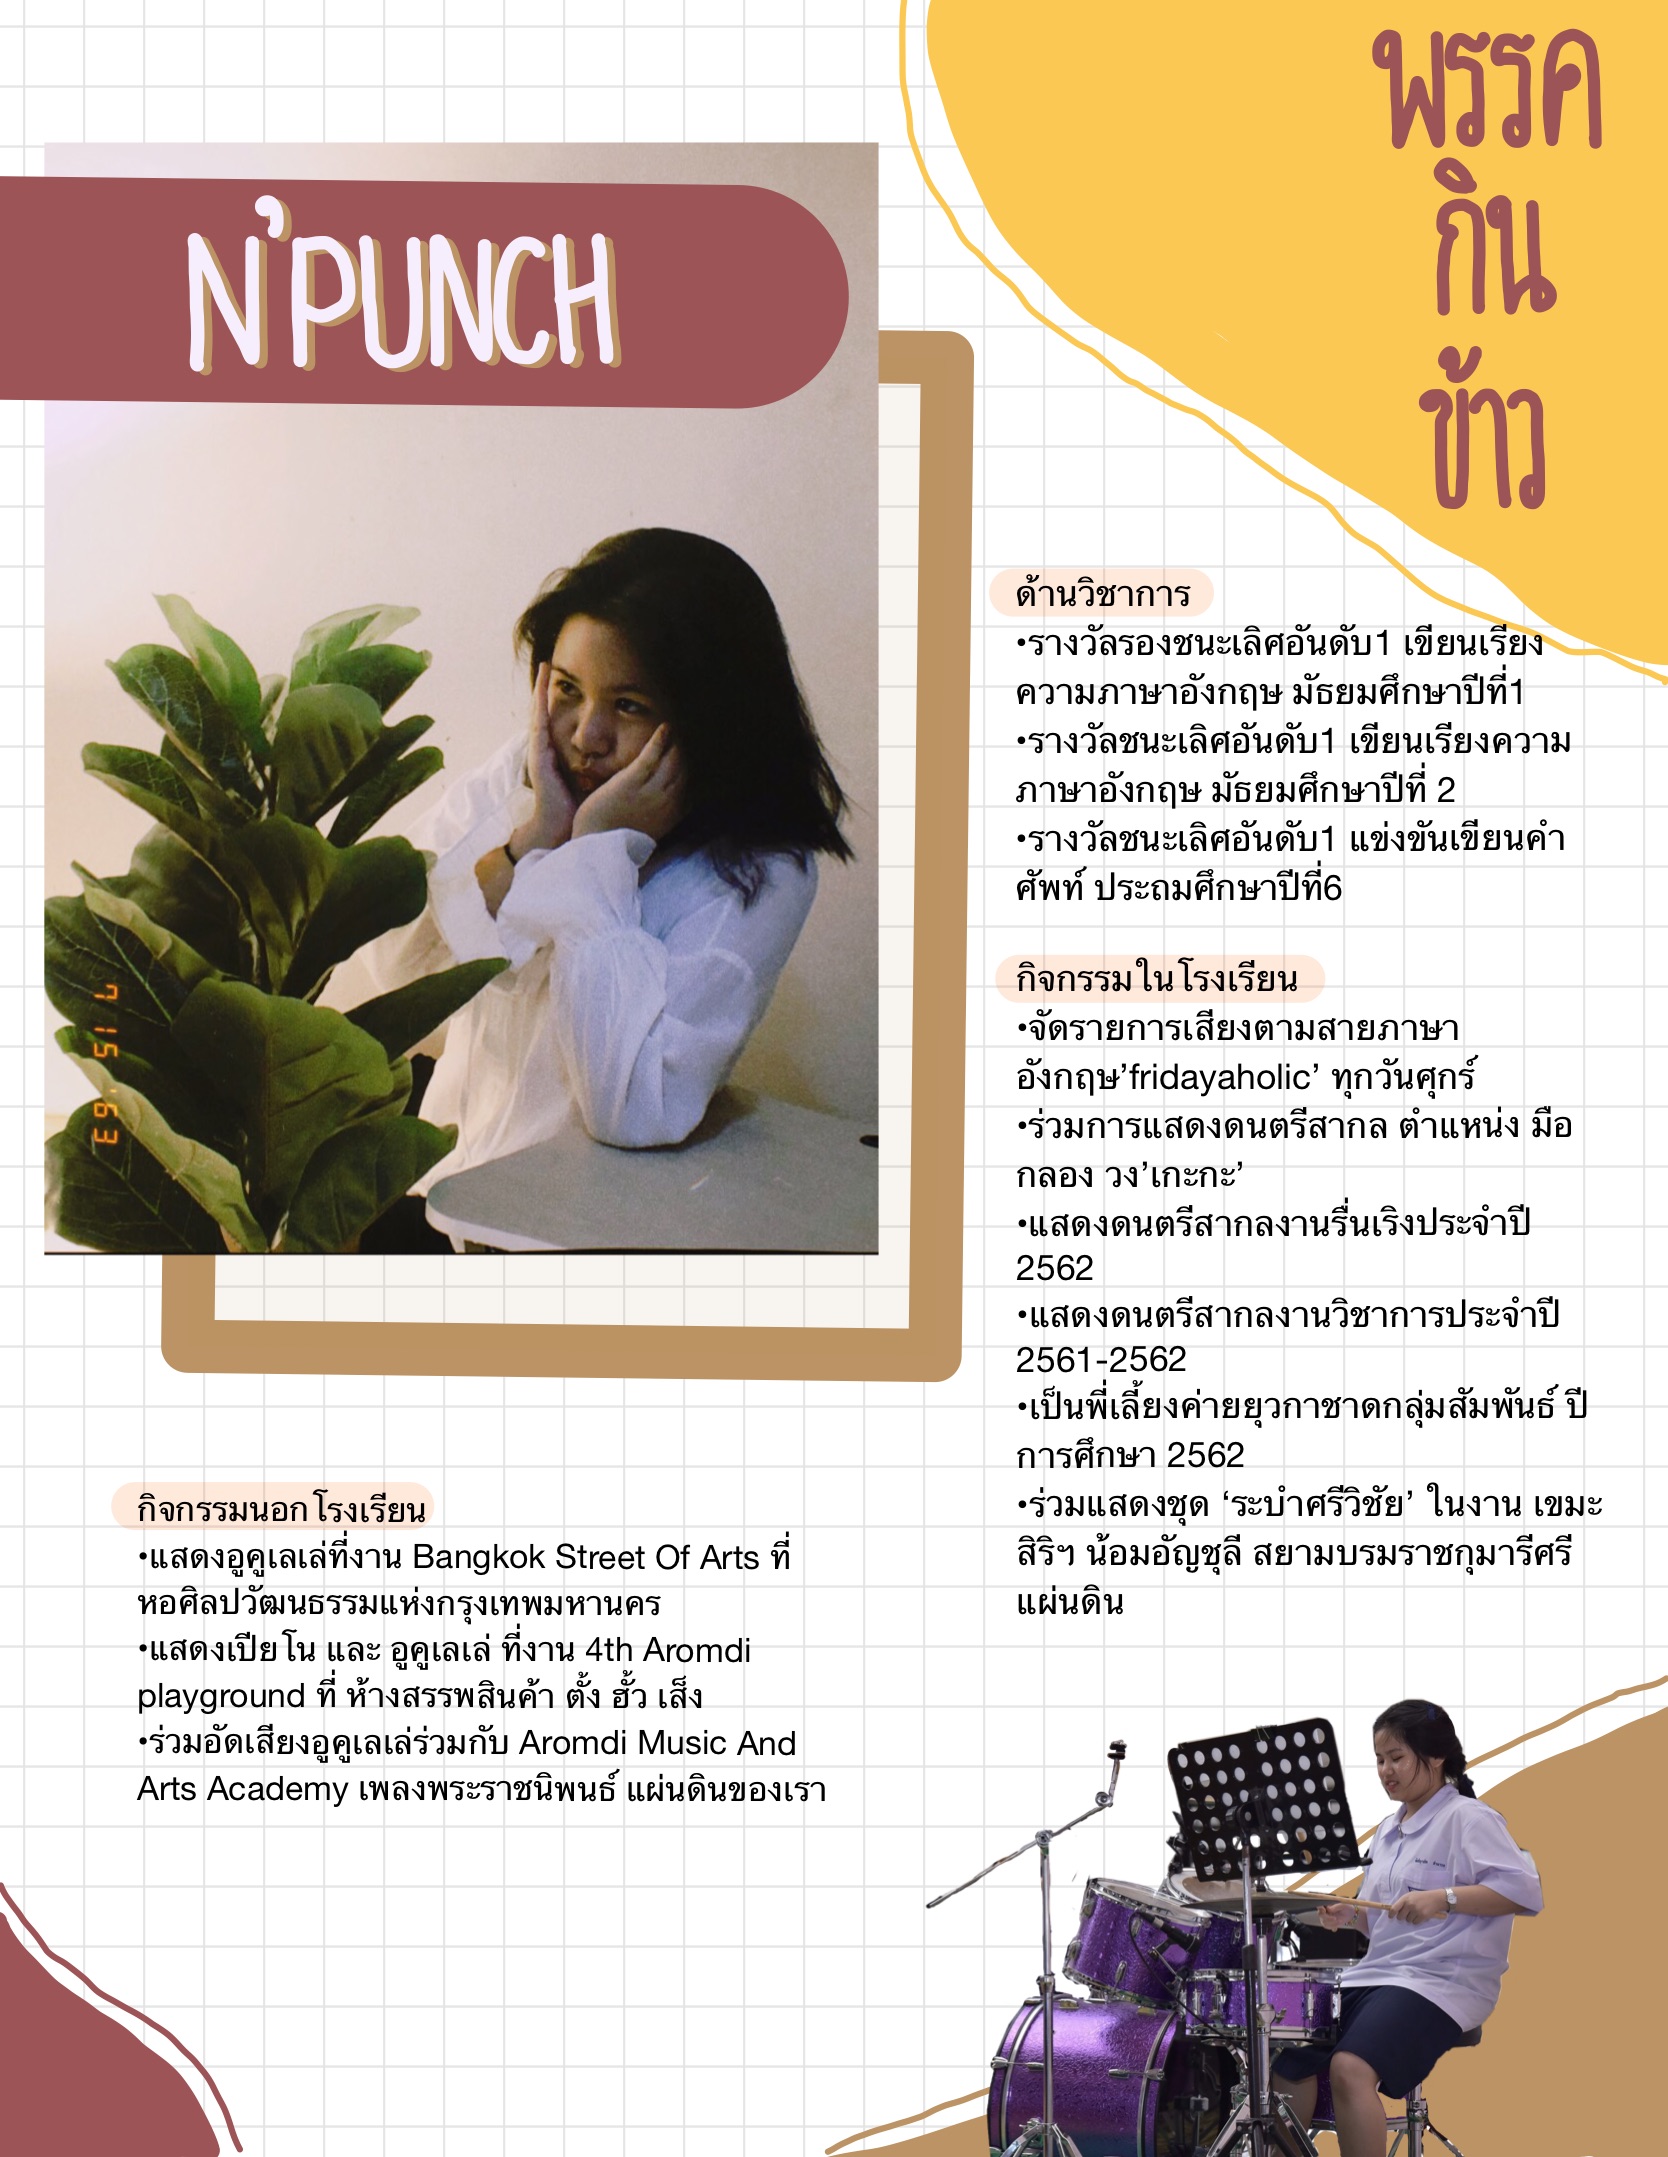 พรรค
กิน
ข้าว
N'PUNCH
7 15 '63
ด้านวิชาการ
•รางวัลรองชนะเลิศอันดับ1 เขียนเรียง
ความภาษาอังกฤษ มัธยมศึกษาปีที่1
•รางวัลชนะเลิศอันดับ1 เขียนเรียงความ
ภาษาอังกฤษ มัธยมศึกษาปีที่ 2
•รางวัลชนะเลิศอันดับ1 แข่งขันเขียนคำ
ศัพท์ ประถมศึกษาปีที่6
กิจกรรมในโรงเรียน
•จัดรายการเสียงตามสายภาษา
อังกฤษ’fridayaholic’ ทุกวันศุกร์
•ร่วมการแสดงดนตรีสากล ตำแหน่ง มือ
กลอง วง’เกะกะ’
•แสดงดนตรีสากลงานรื่นเริงประจำปี
2562
•แสดงดนตรีสากลงานวิชาการประจำปี
2561-2562
•เป็นพี่เลี้ยงค่ายยุวกาชาดกลุ่มสัมพันธ์ ปี
การศึกษา 2562
•ร่วมแสดงชุด ‘ระบำศรีวิชัย’ ในงาน เขมะ
สิริฯ น้อมอัญชุลี สยามบรมราชกุมารีศรี
แผ่นดิน
กิจกรรมนอกโรงเรียน
•แสดงอูคูเลเล่ที่งาน Bangkok Street Of Arts ที่
หอศิลปวัฒนธรรมแห่งกรุงเทพมหานคร
•แสดงเปียโน และ อูคูเลเล่ ที่งาน 4th Aromdi
playground ที่ ห้างสรรพสินค้า ตั้ง ฮั้ว เส็ง
•ร่วมอัดเสียงอูคูเลเล่ร่วมกับ Aromdi Music And
Arts Academy เพลงพระราชนิพนธ์ แผ่นดินของเรา